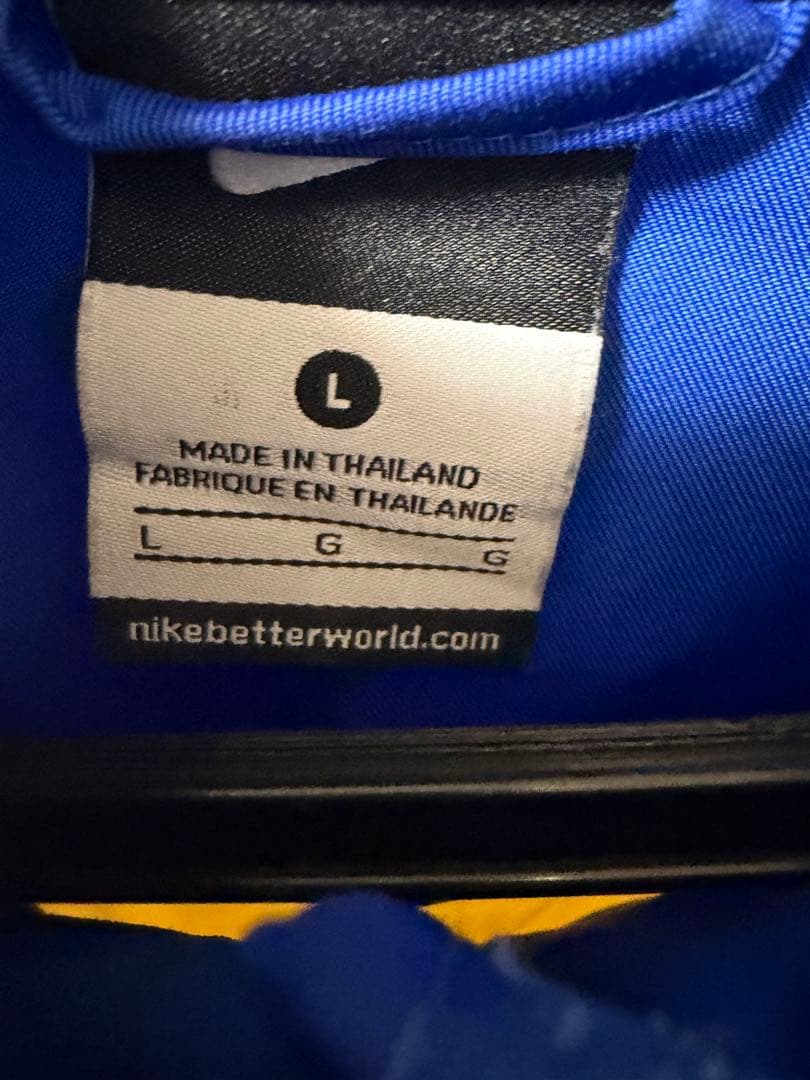 L
MADE IN THAILAND
FABRIQUE EN THAILANDE
L G G
nikebetterworld.com